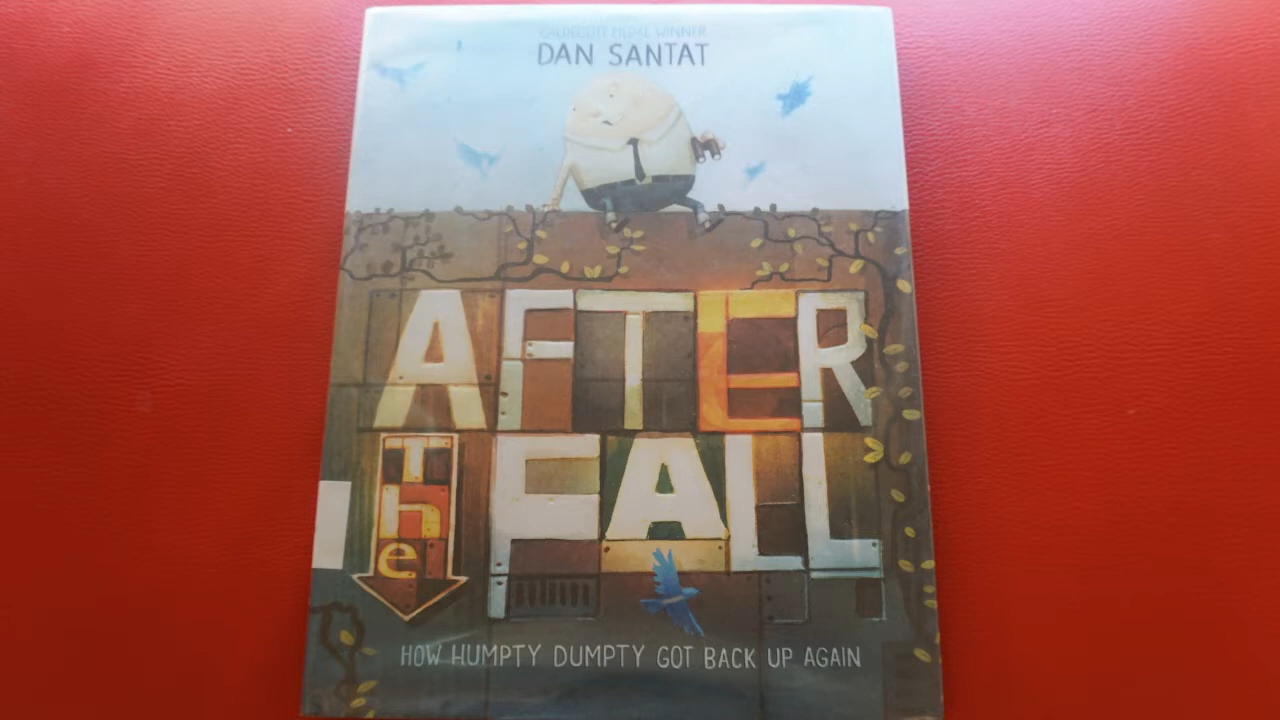 CALDECOTT MEDAL WINNER
DAN SANTAT
AFTER
The FALL
HOW HUMPTY DUMPTY GOT BACK UP AGAIN